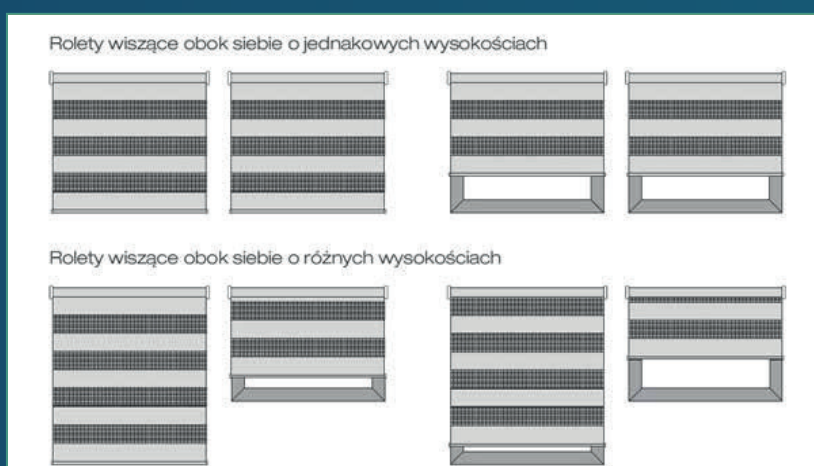 Rolety wiszące obok siebie o jednakowych wysokościach
Rolety wiszące obok siebie o różnych wysokościach